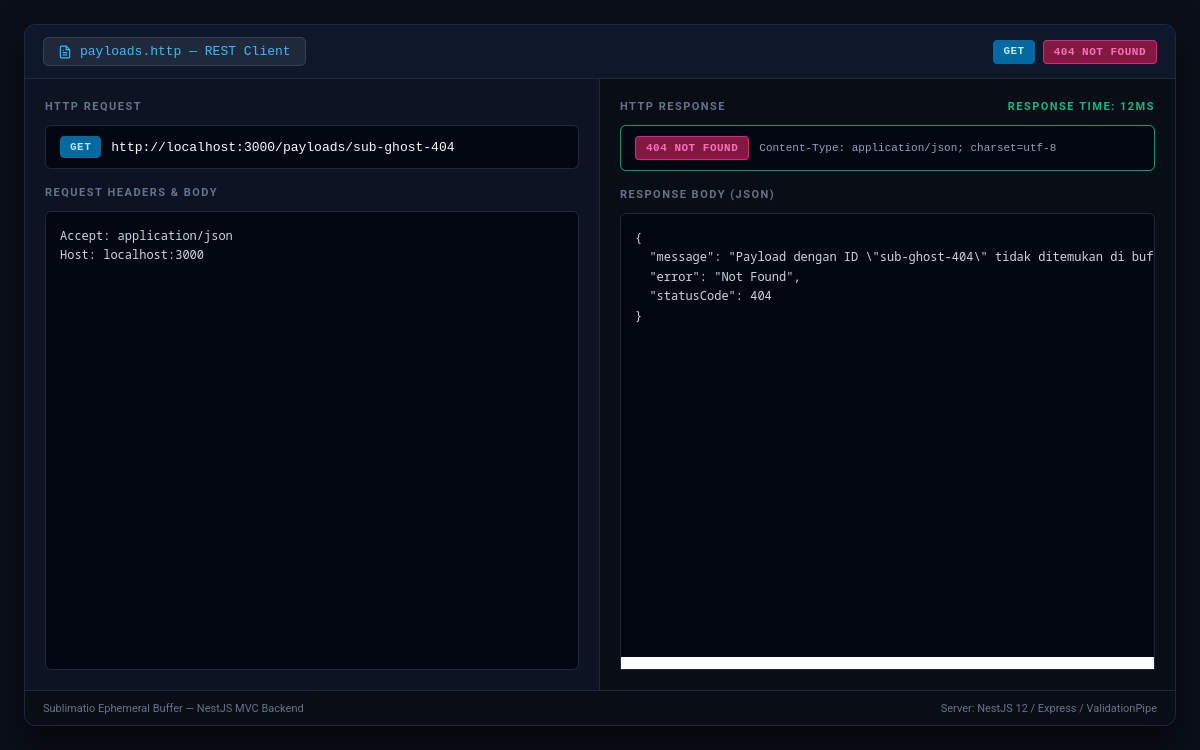 payloads.http — REST Client
GET
404 NOT FOUND
HTTP REQUEST
GET
http://localhost:3000/payloads/sub-ghost-404
REQUEST HEADERS & BODY
Accept: application/json
Host: localhost:3000
HTTP RESPONSE
RESPONSE TIME: 12MS
404 NOT FOUND
Content-Type: application/json; charset=utf-8
RESPONSE BODY (JSON)
{
"message": "Payload dengan ID \"sub-ghost-404\" tidak ditemukan di buf
"error": "Not Found",
"statusCode": 404
}
Sublimatio Ephemeral Buffer — NestJS MVC Backend
Server: NestJS 12 / Express / ValidationPipe